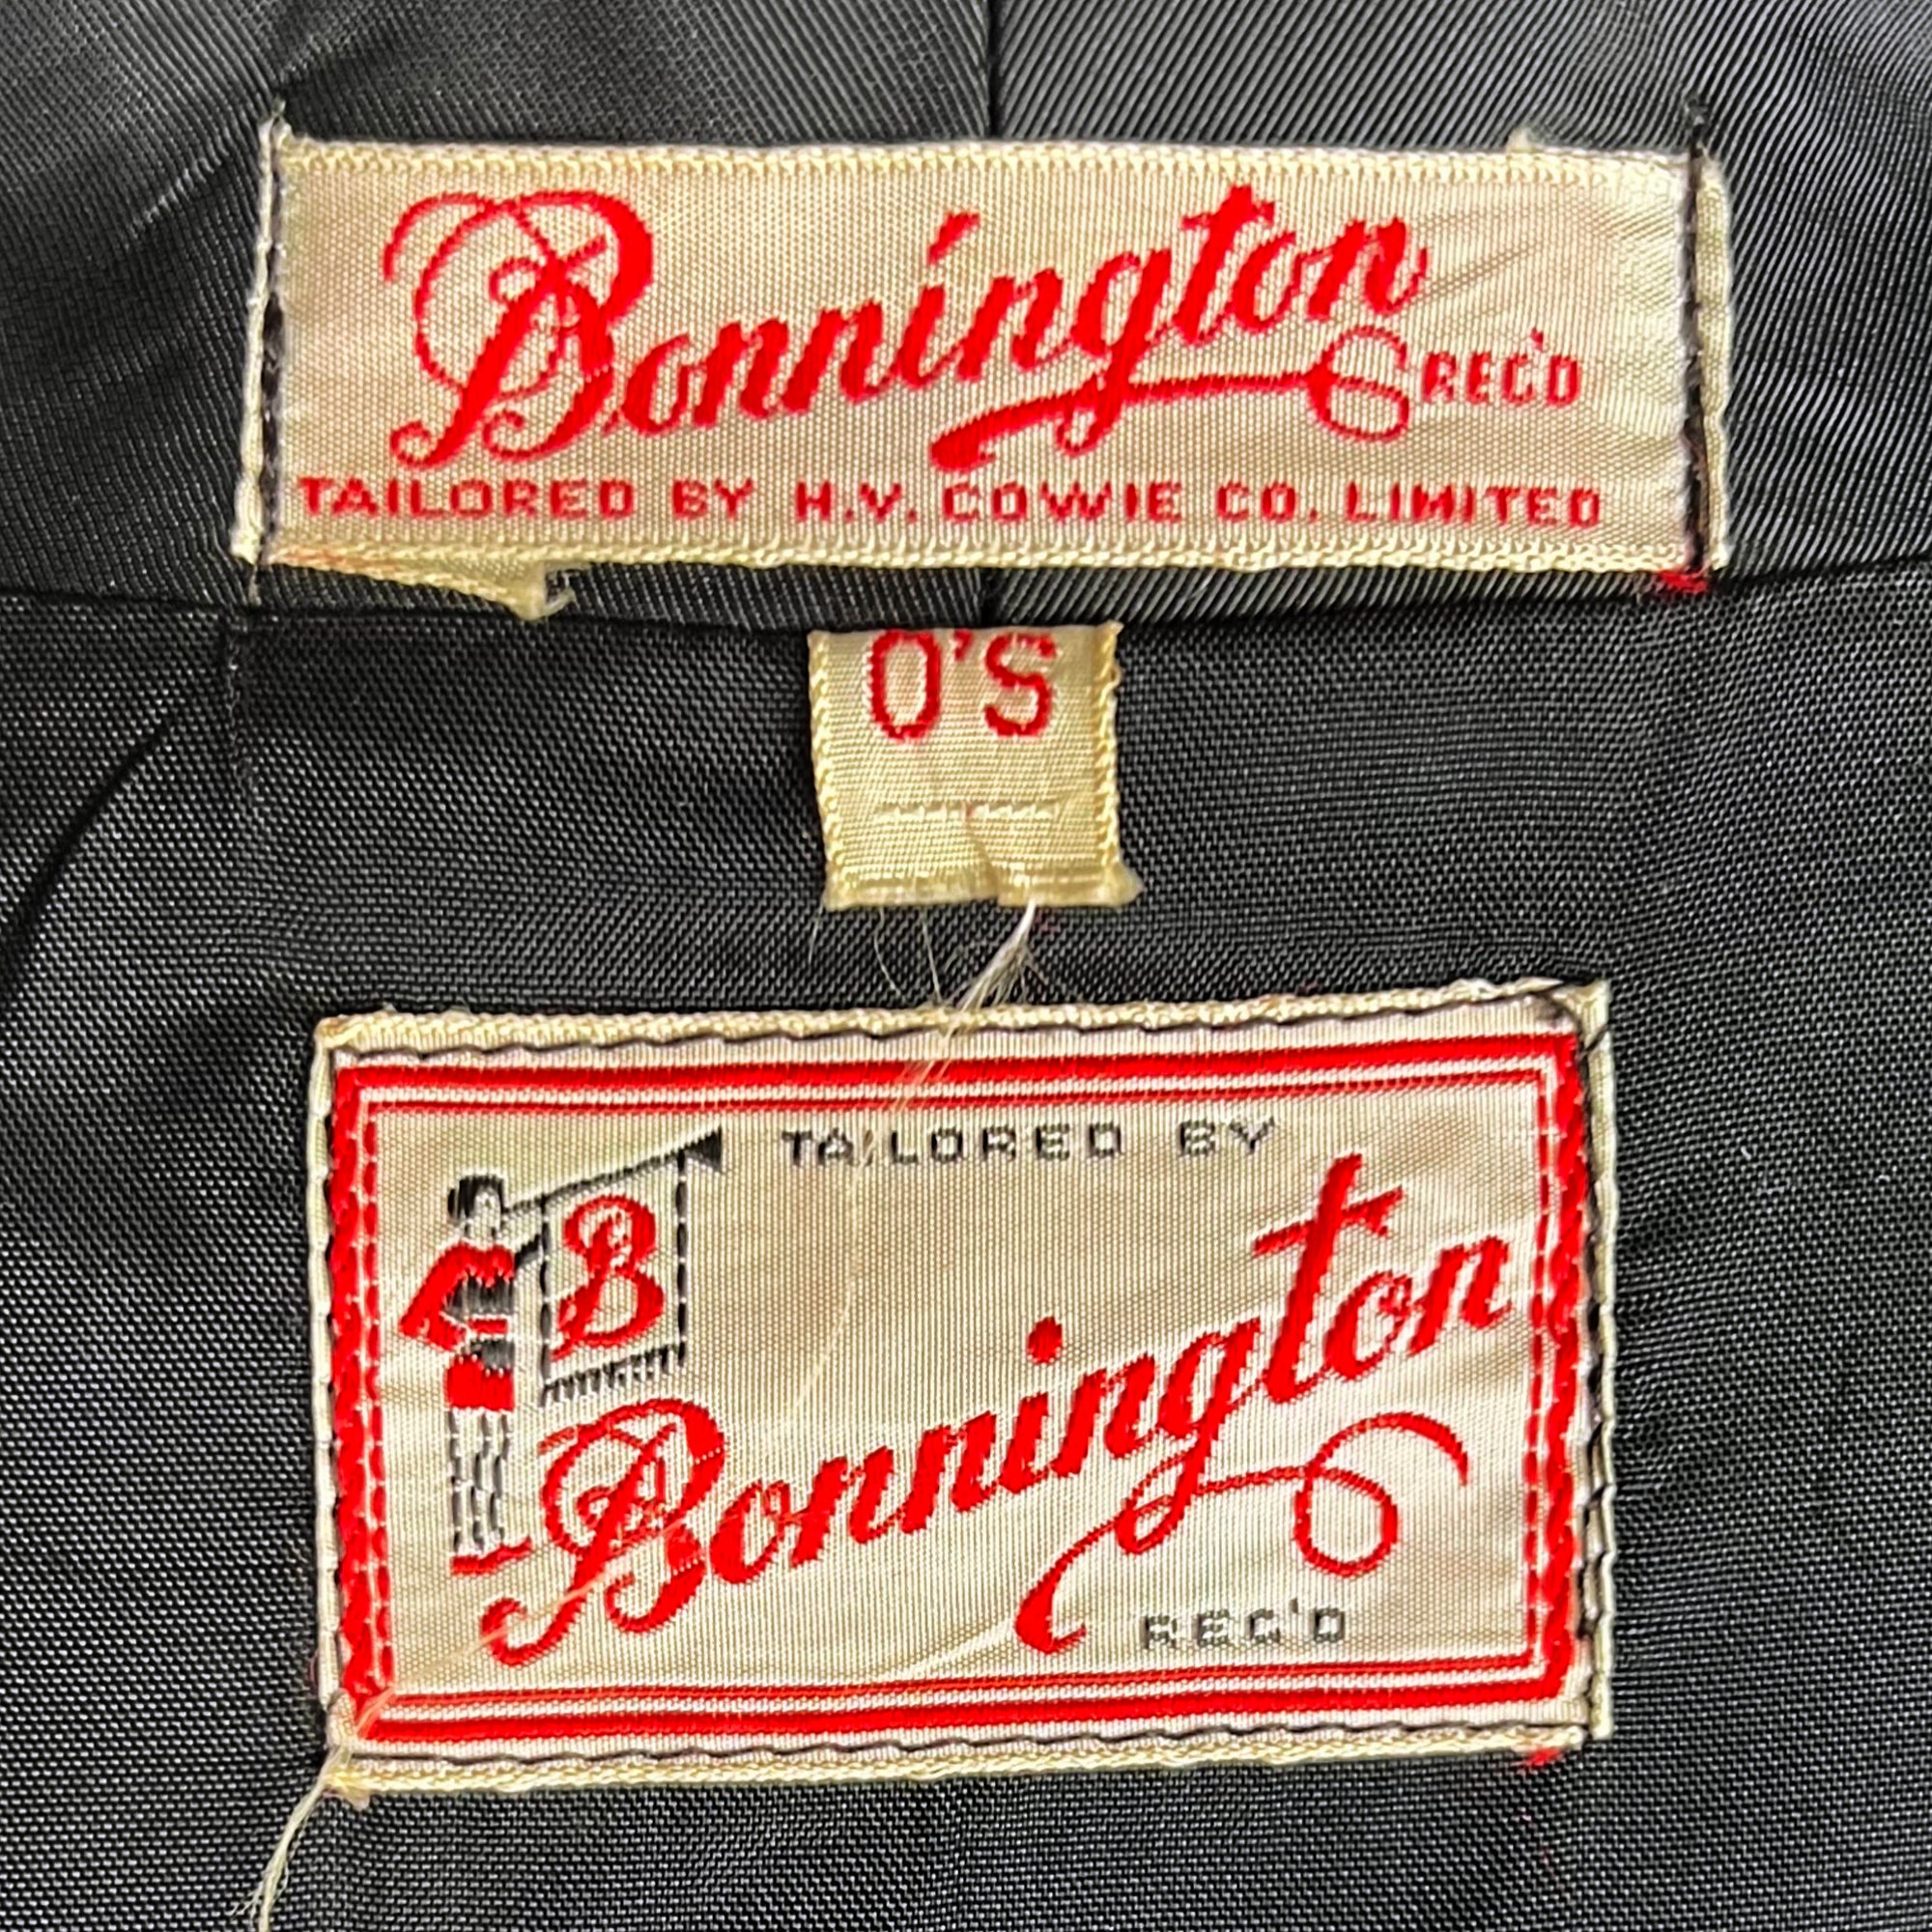 Bonnington
REG'D
TAILORED BY H.V. COWIE CO. LIMITED
O'S
TAILORED BY
B
Bonnington
REG'D